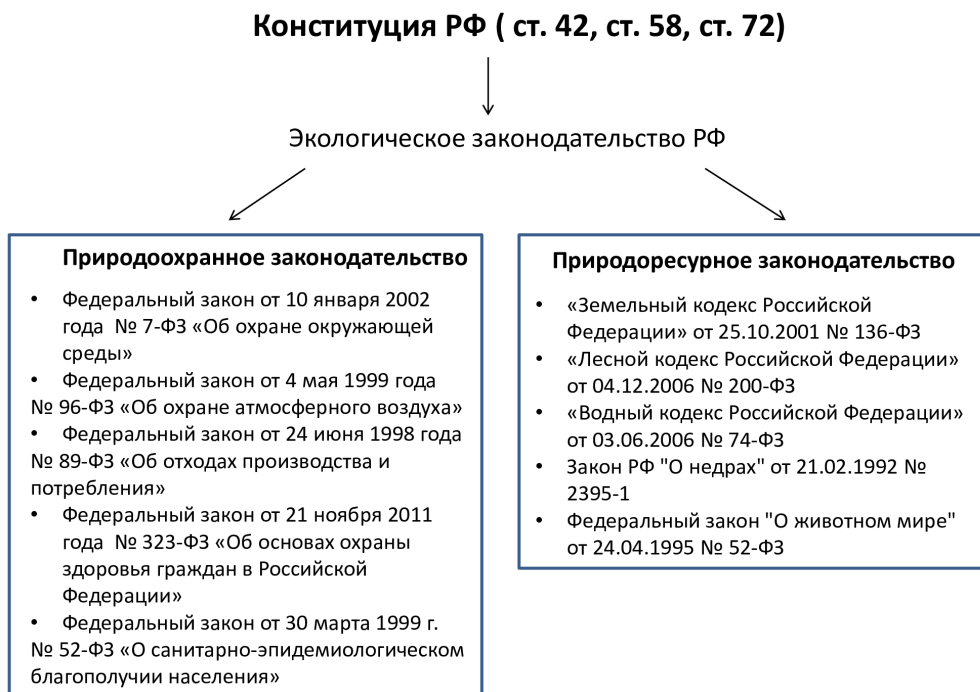 Конституция РФ ( ст. 42, ст. 58, ст. 72)
Экологическое законодательство РФ
Природоохранное законодательство
• Федеральный закон от 10 января 2002
года № 7-ФЗ «Об охране окружающей
среды»
• Федеральный закон от 4 мая 1999 года
№ 96-ФЗ «Об охране атмосферного воздуха»
• Федеральный закон от 24 июня 1998 года
№ 89-ФЗ «Об отходах производства и
потребления»
• Федеральный закон от 21 ноября 2011
года № 323-ФЗ «Об основах охраны
здоровья граждан в Российской
Федерации»
• Федеральный закон от 30 марта 1999 г.
№ 52-ФЗ «О санитарно-эпидемиологическом
благополучии населения»
Природоресурное законодательство
• «Земельный кодекс Российской
Федерации» от 25.10.2001 № 136-ФЗ
• «Лесной кодекс Российской Федерации»
от 04.12.2006 № 200-ФЗ
• «Водный кодекс Российской Федерации»
от 03.06.2006 № 74-ФЗ
• Закон РФ "О недрах" от 21.02.1992 №
2395-1
• Федеральный закон "О животном мире"
от 24.04.1995 № 52-ФЗ